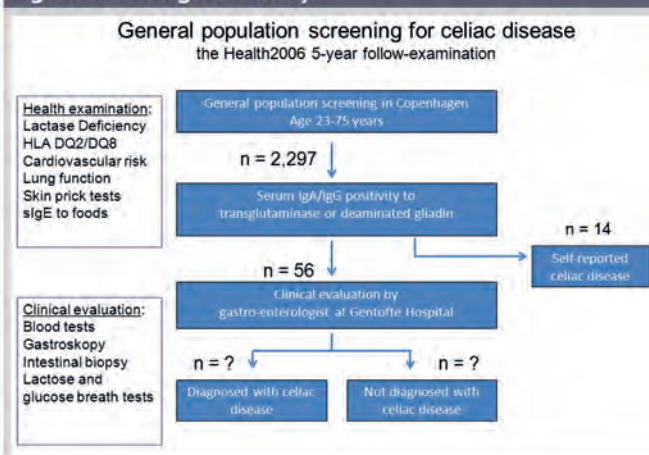 General population screening for celiac disease
the Health2006 5-year follow-examination
Health examination:
Lactase Deficiency
HLA DQ2/DQ8
Cardiovascular risk
Lung function
Skin prick tests
sIgE to foods
General population screening in Copenhagen
Age 23-75 years
n = 2,297
Serum IgA/IgG positivity to
transglutaminase or deaminated gliadin
n = 14
Self-reported
celiac disease
n = 56
Clinical evaluation by
gastro-enterologist at Gentofte Hospital
Clinical evaluation:
Blood tests
Gastroskopy
Intestinal biopsy
Lactose and
glucose breath tests
n = ?
n = ?
Diagnosed with celiac
disease
Not diagnosed with
celiac disease